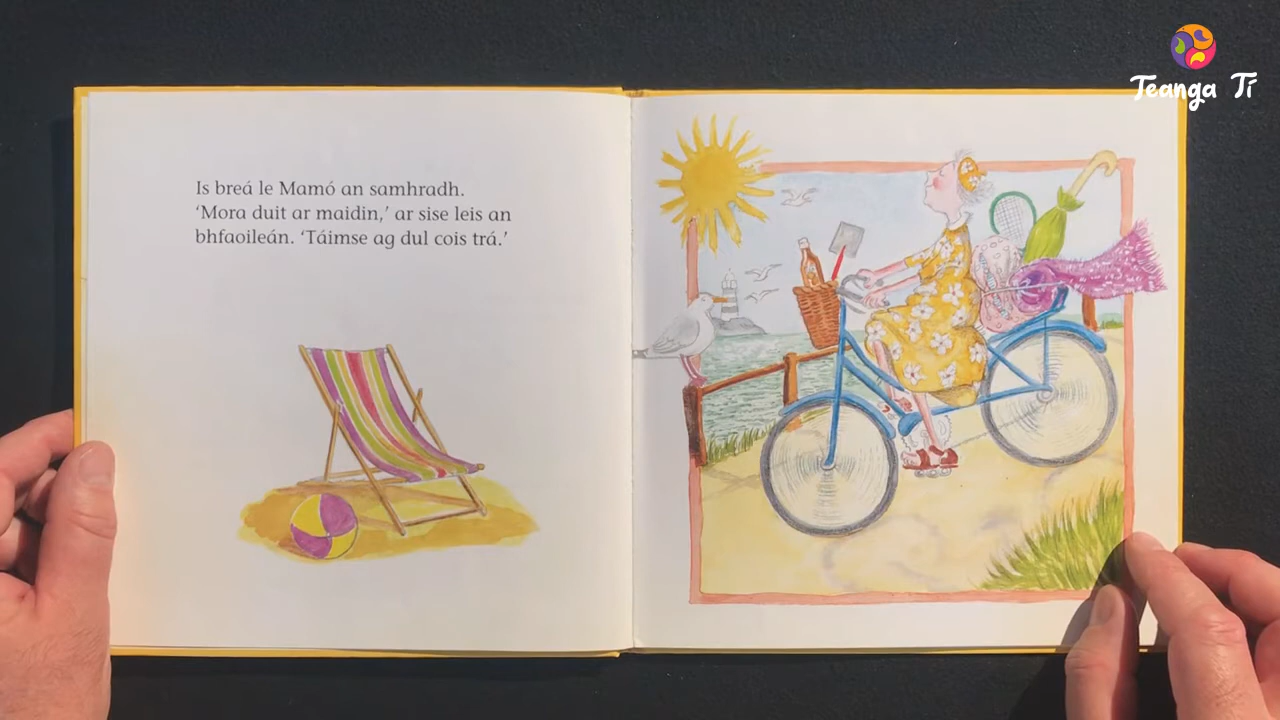 Is breá le Mamó an samhradh.
‘Mora duit ar maidin,’ ar sise leis an
bhfaoileán. ‘Táimse ag dul cois trá.’
Teanga Tí